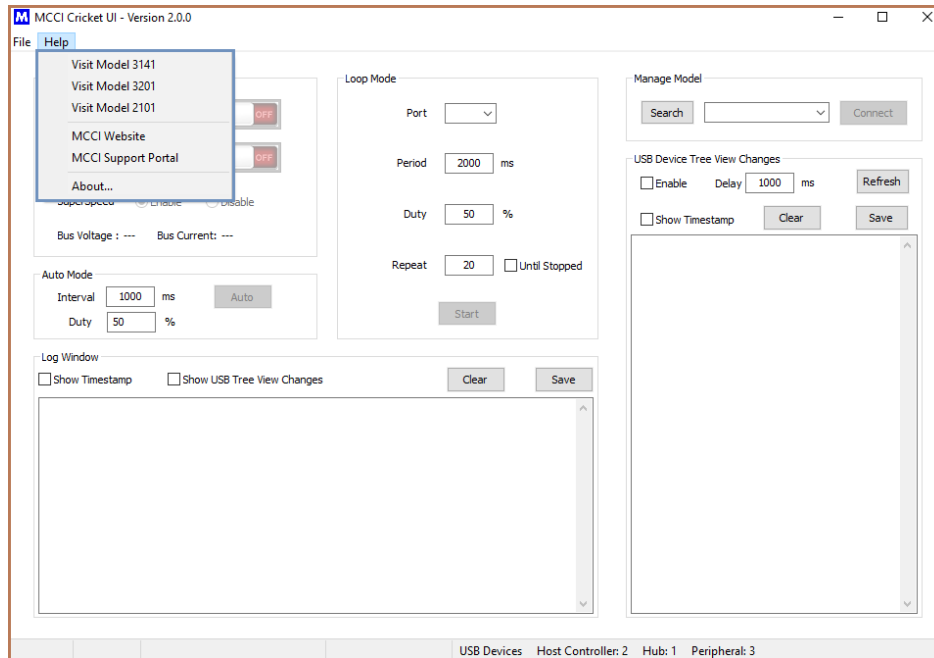 MCCI Cricket UI - Version 2.0.0
File Help
Visit Model 3141
Visit Model 3201
Visit Model 2101
MCCI Website
MCCI Support Portal
About...
OFF
OFF
SuperSpeed Enable Disable
Bus Voltage : --- Bus Current: ---
Auto Mode
Interval 1000 ms Auto
Duty 50 %
Loop Mode
Port
Period 2000 ms
Duty 50 %
Repeat 20 Until Stopped
Start
Manage Model
Search Connect
USB Device Tree View Changes
Enable Delay 1000 ms Refresh
Show Timestamp Clear Save
Log Window
Show Timestamp Show USB Tree View Changes Clear Save
USB Devices Host Controller: 2 Hub: 1 Peripheral: 3